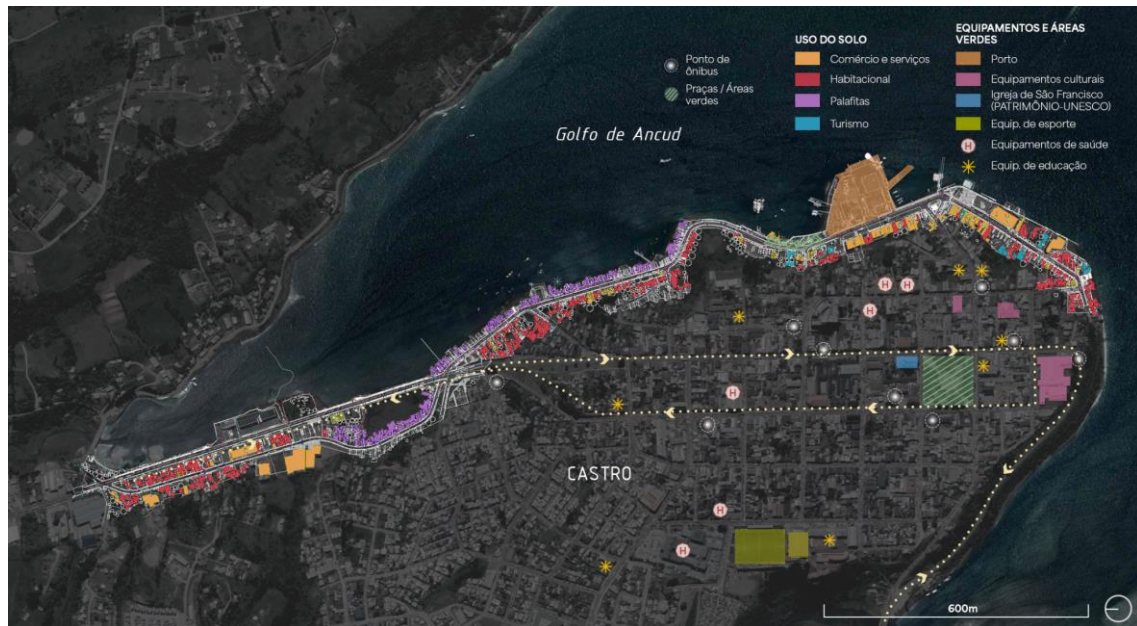 USO DO SOLO
EQUIPAMENTOS E ÁREAS
VERDES
Ponto de
ônibus
Praças / Áreas
verdes
Comércio e serviços
Habitacional
Palafitas
Turismo
Porto
Equipamentos culturais
Igreja de São Francisco
(PATRIMÔNIO-UNESCO)
Equip. de esporte
H
Equipamentos de saúde
Equip. de educação
Golfo de Ancud
H
H
H
H
CASTRO
H
H
600m